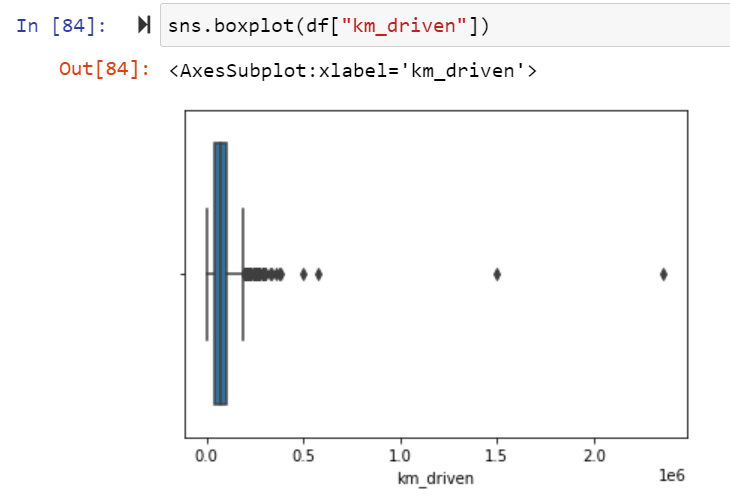 In [84]: sns.boxplot(df["km_driven"])
Out[84]: <AxesSubplot:xlabel='km_driven'>
0.0 0.5 1.0 1.5 2.0
km_driven 1e6